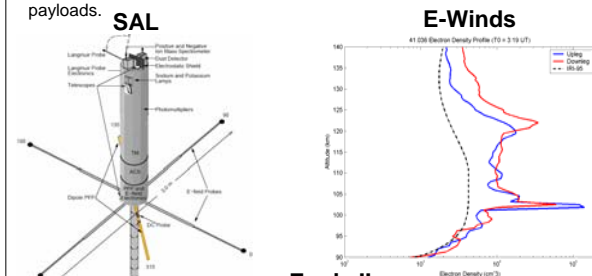 payloads.
SAL
E-Winds
Positive and Negative
Ion Mass Spectrometer
Dust Detector
Electrostatic Shield
Langmuir Probe
Langmuir Probe
Electronics
Telescopes
Sodium and Potassium
Lamps
Photomultipliers
TM
ACS
Dipole PFP
E-field Probes
DC Probe
41.036 Electron Density Profile (T0 = 3:19 UT)
Upleg
Downleg
IRI-95
Altitude (km)
140
135
130
125
120
115
110
105
100
95
90
Electron Density (cm^3)